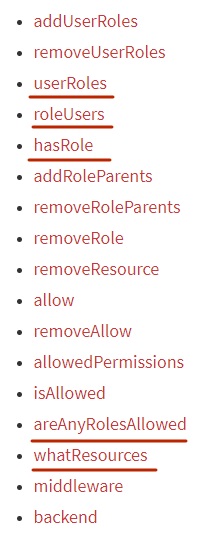 addUserRoles
removeUserRoles
userRoles
roleUsers
hasRole
addRoleParents
removeRoleParents
removeRole
removeResource
allow
removeAllow
allowedPermissions
isAllowed
areAnyRolesAllowed
whatResources
middleware
backend